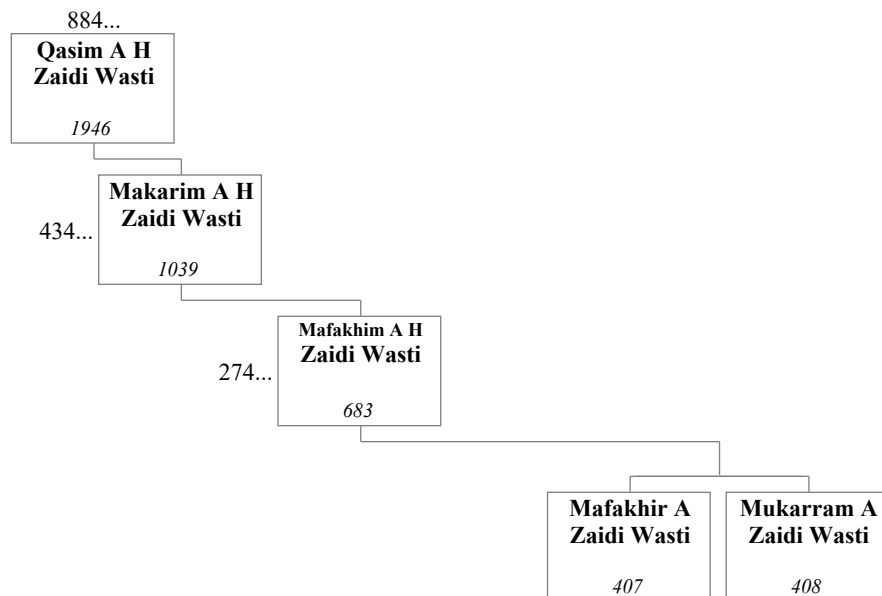 884...
Qasim A H
Zaidi Wasti
1946
Makarim A H
Zaidi Wasti
434...
1039
Mafakhim A H
Zaidi Wasti
274...
683
Mafakhir A
Zaidi Wasti
407
Mukarram A
Zaidi Wasti
408